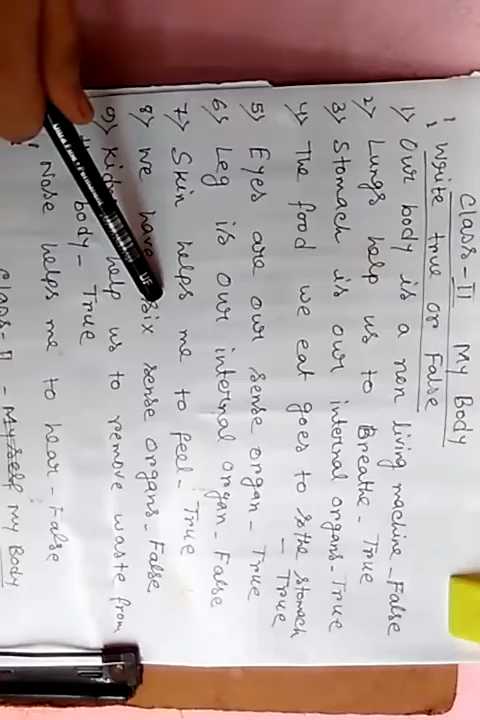 Class-II My Body
I Write true or False
1) Our body is a non living machine-False
2) Lungs help us to Breathe-True
3) Stomach is our internal organs-True
4) The food we eat goes to the stomach
- True
5) Eyes are our sense organ-True
6) Leg is our internal organ-False
7) Skin helps me to feel-True
8) We have six sense organs-False
9) help us to remove waste from
body-True
Nose helps me to hear-False
Class-II - Myself My Body